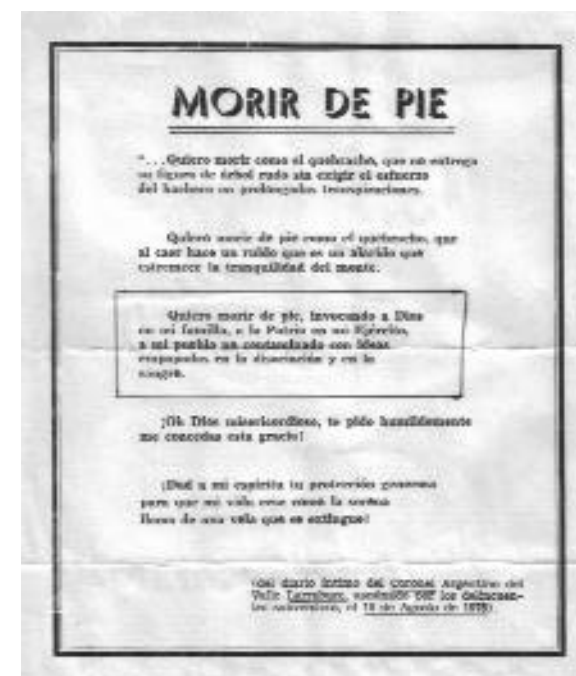 MORIR DE PIE
"...Quiero morir como el quebracho, que no entrega
su figura de árbol rudo sin exigir el esfuerzo
del hachero en prolongadas transpiraciones.
Quiero morir de pie como el quebracho, que
al caer hace un ruido que es un alarido que
estremece la tranquilidad del monte.
Quiero morir de pie, invocando a Dios
en mi familia, a la Patria en mi Ejército,
a mi pueblo no contaminado con ideas
empapadas en la disociación y en la
sangre.
¡Oh Dios misericordioso, te pido humildemente
me concedas esta gracia!
¡Dad a mi espíritu tu protección generosa
para que mi vida cese como la serena
llama de una vela que se extingue!
(del diario íntimo del Coronel Argentino del
Valle Larrabure, asesinado por los delincuen-
tes subversivos, el 19 de Agosto de 1975)